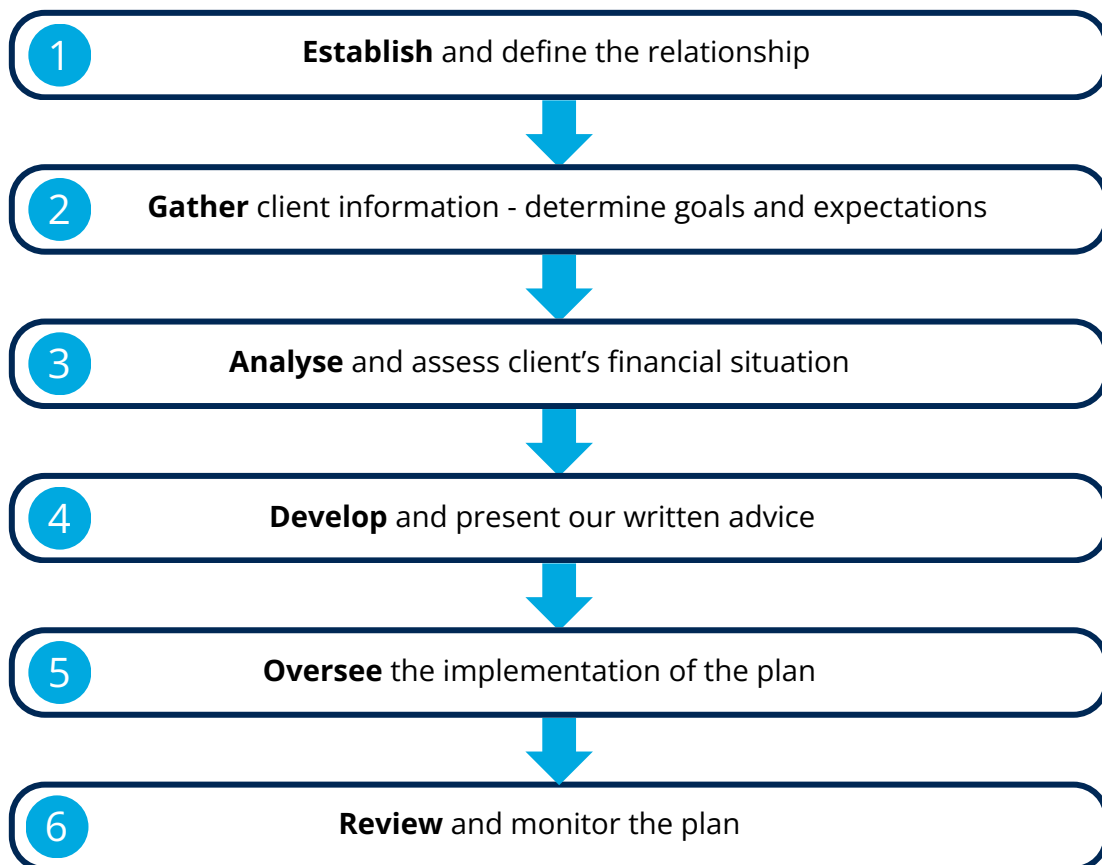 1 Establish and define the relationship
2 Gather client information - determine goals and expectations
3 Analyse and assess client’s financial situation
4 Develop and present our written advice
5 Oversee the implementation of the plan
6 Review and monitor the plan